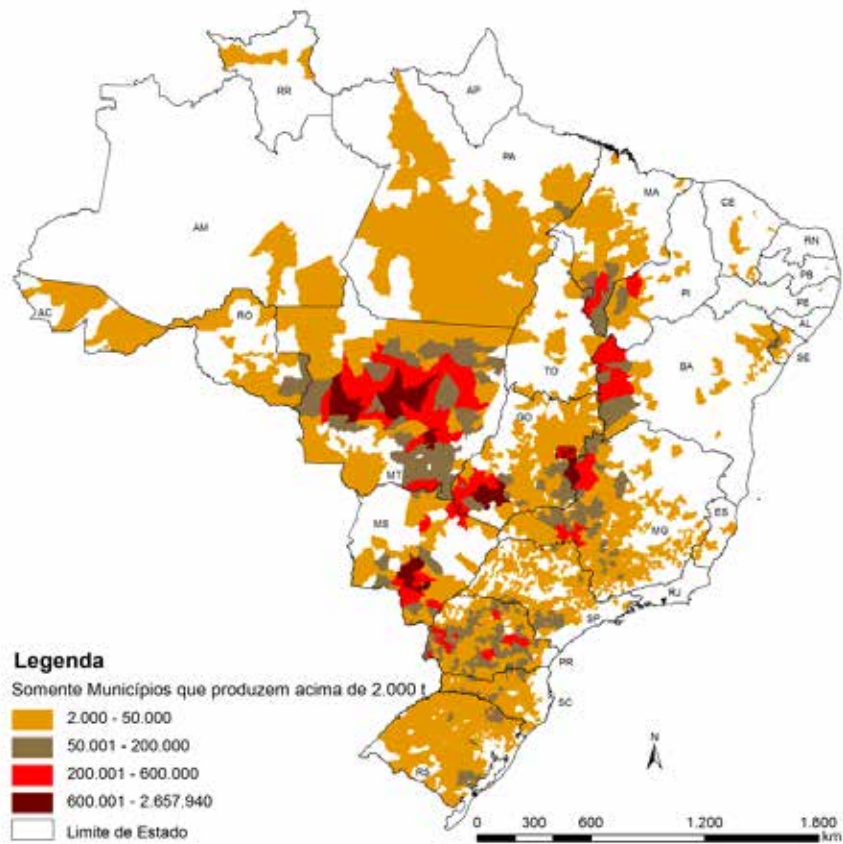 RR
AP
AM
PA
MA
CE
RN
PB
PE
AL
SE
PI
AC
RO
TO
BA
GO
MT
MS
MG
ES
RJ
SP
PR
SC
RS
Legenda
Somente Municípios que produzem acima de 2.000 t
2.000 - 50.000
50.001 - 200.000
200.001 - 600.000
600.001 - 2.657.940
Limite de Estado
N
0 300 600 1.200 1.800
km